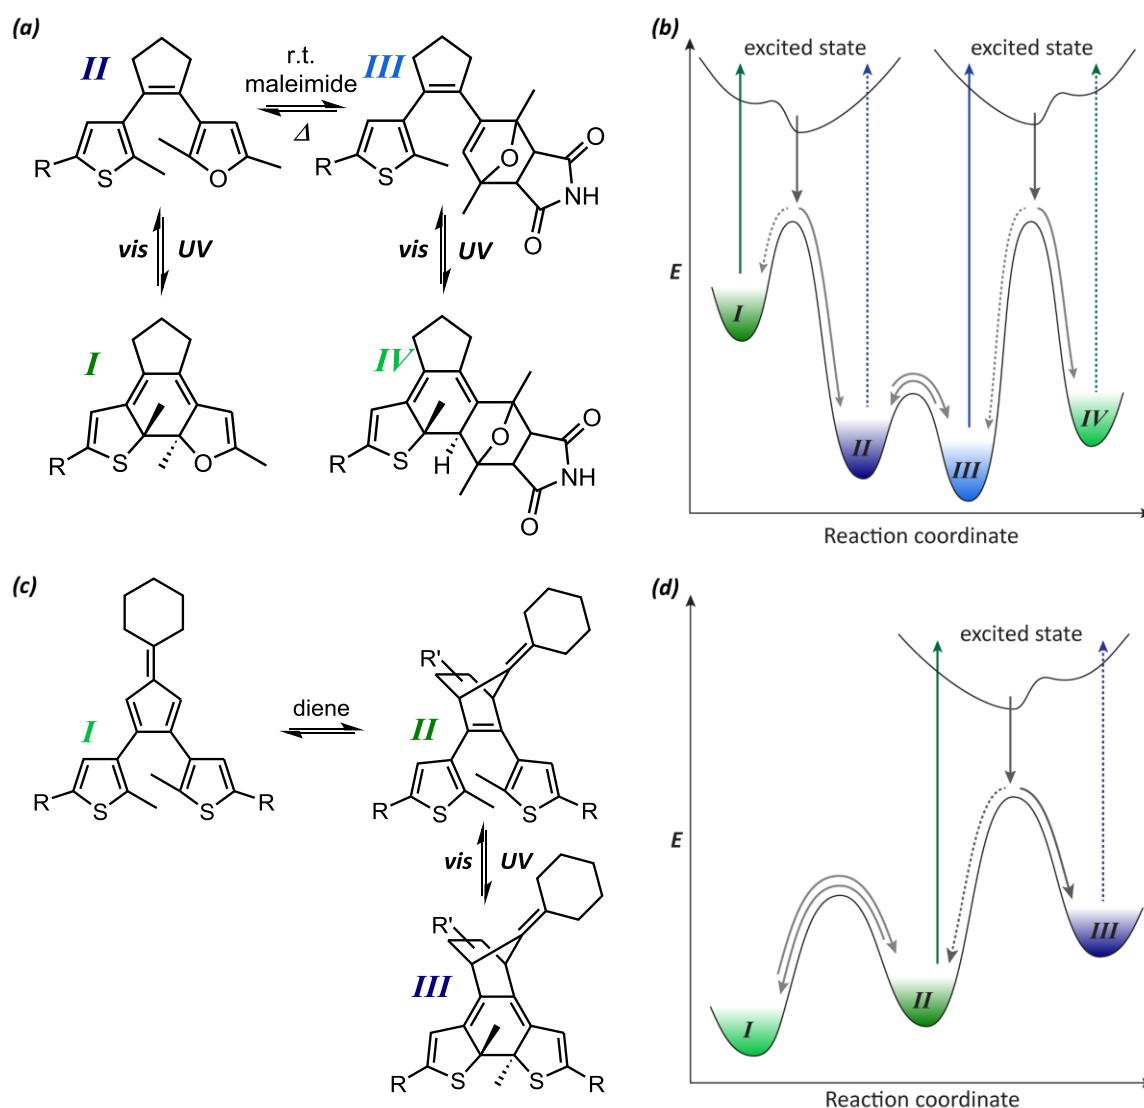 (a)
II
r.t.
maleimide
Δ
III
R
S
O
R
S
O
O
NH
O
vis
UV
vis
UV
I
R
S
O
IV
R
S
H
O
O
NH
O
(b)
excited state
excited state
E
I
II
III
IV
Reaction coordinate
(c)
I
R
S
S
R
diene
R'
II
R
S
S
R
vis
UV
R'
III
R
S
S
R
(d)
excited state
E
I
II
III
Reaction coordinate